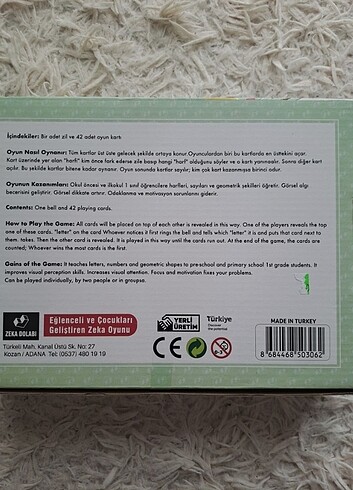 İçindekiler: Bir adet zil ve 42 adet oyun kartı
Oyun Nasıl Oynanır: Tüm kartlar üst üste gelecek şekilde ortaya konur.Oyunculardan biri bu kartlarda en üstekini açar.
Kart üzerinde yer alan "harfi" kim önce fark ederse zile basıp hangi "harf" olduğunu söyler ve o kartı yanınaalır. Sonra diğer kart
açılır. Bu şekilde kartlar bitene kadar oynanır. Oyun sonunda kartlar sayılır; kim çok kart kazanmışsa birinci odur.
Oyunun Kazanımları: Okul öncesi ve ilkokul 1 sınıf öğrencilere harfleri, sayıları ve geometrik şekilleri öğretir. Görsel algı
becerisini geliştirir. Görsel dikkate artırır. Odaklanma ve motivasyon sorunlarını giderir.
Contents: One bell and 42 playing cards.
How to Play the Game: All cards will be placed on top of each other is revealed in this way. One of the players reveals the top
one of these cards. "letter" on the card Whoever notices it first rings the bell and tells which "letter" it is and puts that card next to
them. takes. Then the other card is revealed. It is played in this way until the cards run out. At the end of the game, the cards are
counted; Whoever wins the most cards is the first.
Gains of the Game: It teaches letters, numbers and geometric shapes to pre-school and primary school 1st grade students. It
improves visual perception skills. Increases visual attention. Focus and motivation fixes your problems.
Can be played individually, by two people or in groupsa.
ZEKA DOLABI
Eğlenceli ve Çocukları
Geliştiren Zeka Oyunu
Türkeli Mah. Kanal Üstü Sk. No: 27
Kozan / ADANA Tel: (0537) 480 19 19
YERLİ
ÜRETİM
Türkiye
Discover
the potential
CE
0-3
MADE IN TURKEY
8 684468 503062